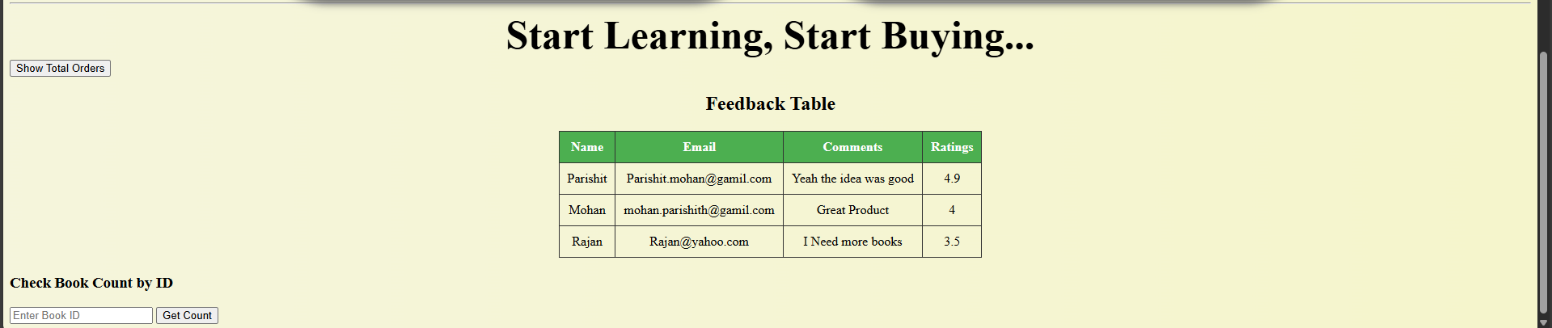 Start Learning, Start Buying...
Show Total Orders
Feedback Table
Name Email Comments Ratings
Parishit Parishit.mohan@gamil.com Yeah the idea was good 4.9
Mohan mohan.parishith@gamil.com Great Product 4
Rajan Rajan@yahoo.com I Need more books 3.5
Check Book Count by ID
Enter Book ID Get Count